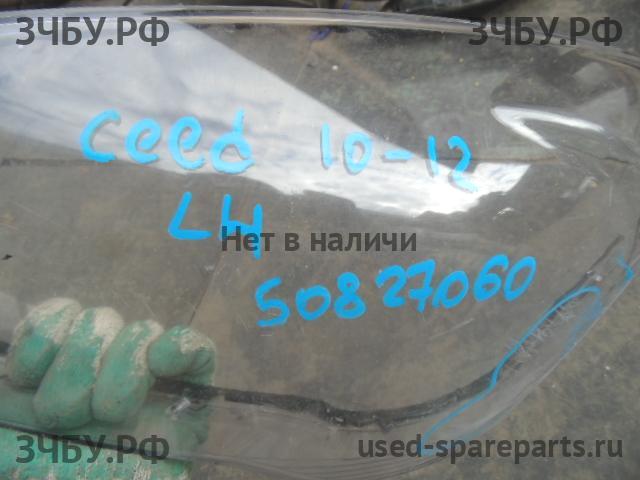 ЗЧБУ.РФ ЗЧБУ.РФ
ceed 10-12
LH
Нет в наличи
50827060
ЗЧБУ.РФ used-spareparts.ru